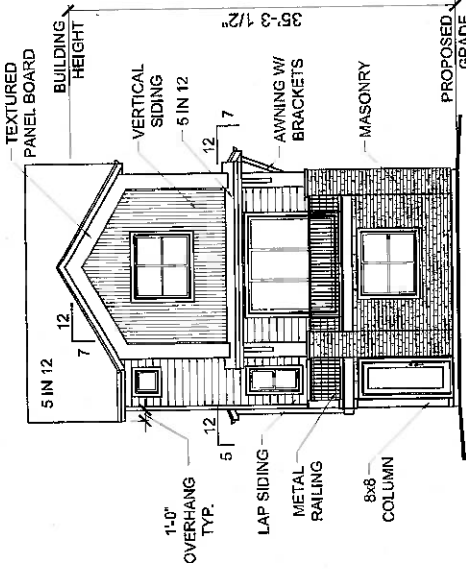 TEXTURED
PANEL BOARD
BUILDING
HEIGHT
35'-3 1/2"
VERTICAL
SIDING
5 IN 12
5 IN 12
12
7
12
7
AWNING W/
BRACKETS
1'-0"
OVERHANG
TYP.
12
5
LAP SIDING
METAL
RAILING
MASONRY
8x8
COLUMN
PROPOSED
GRADE